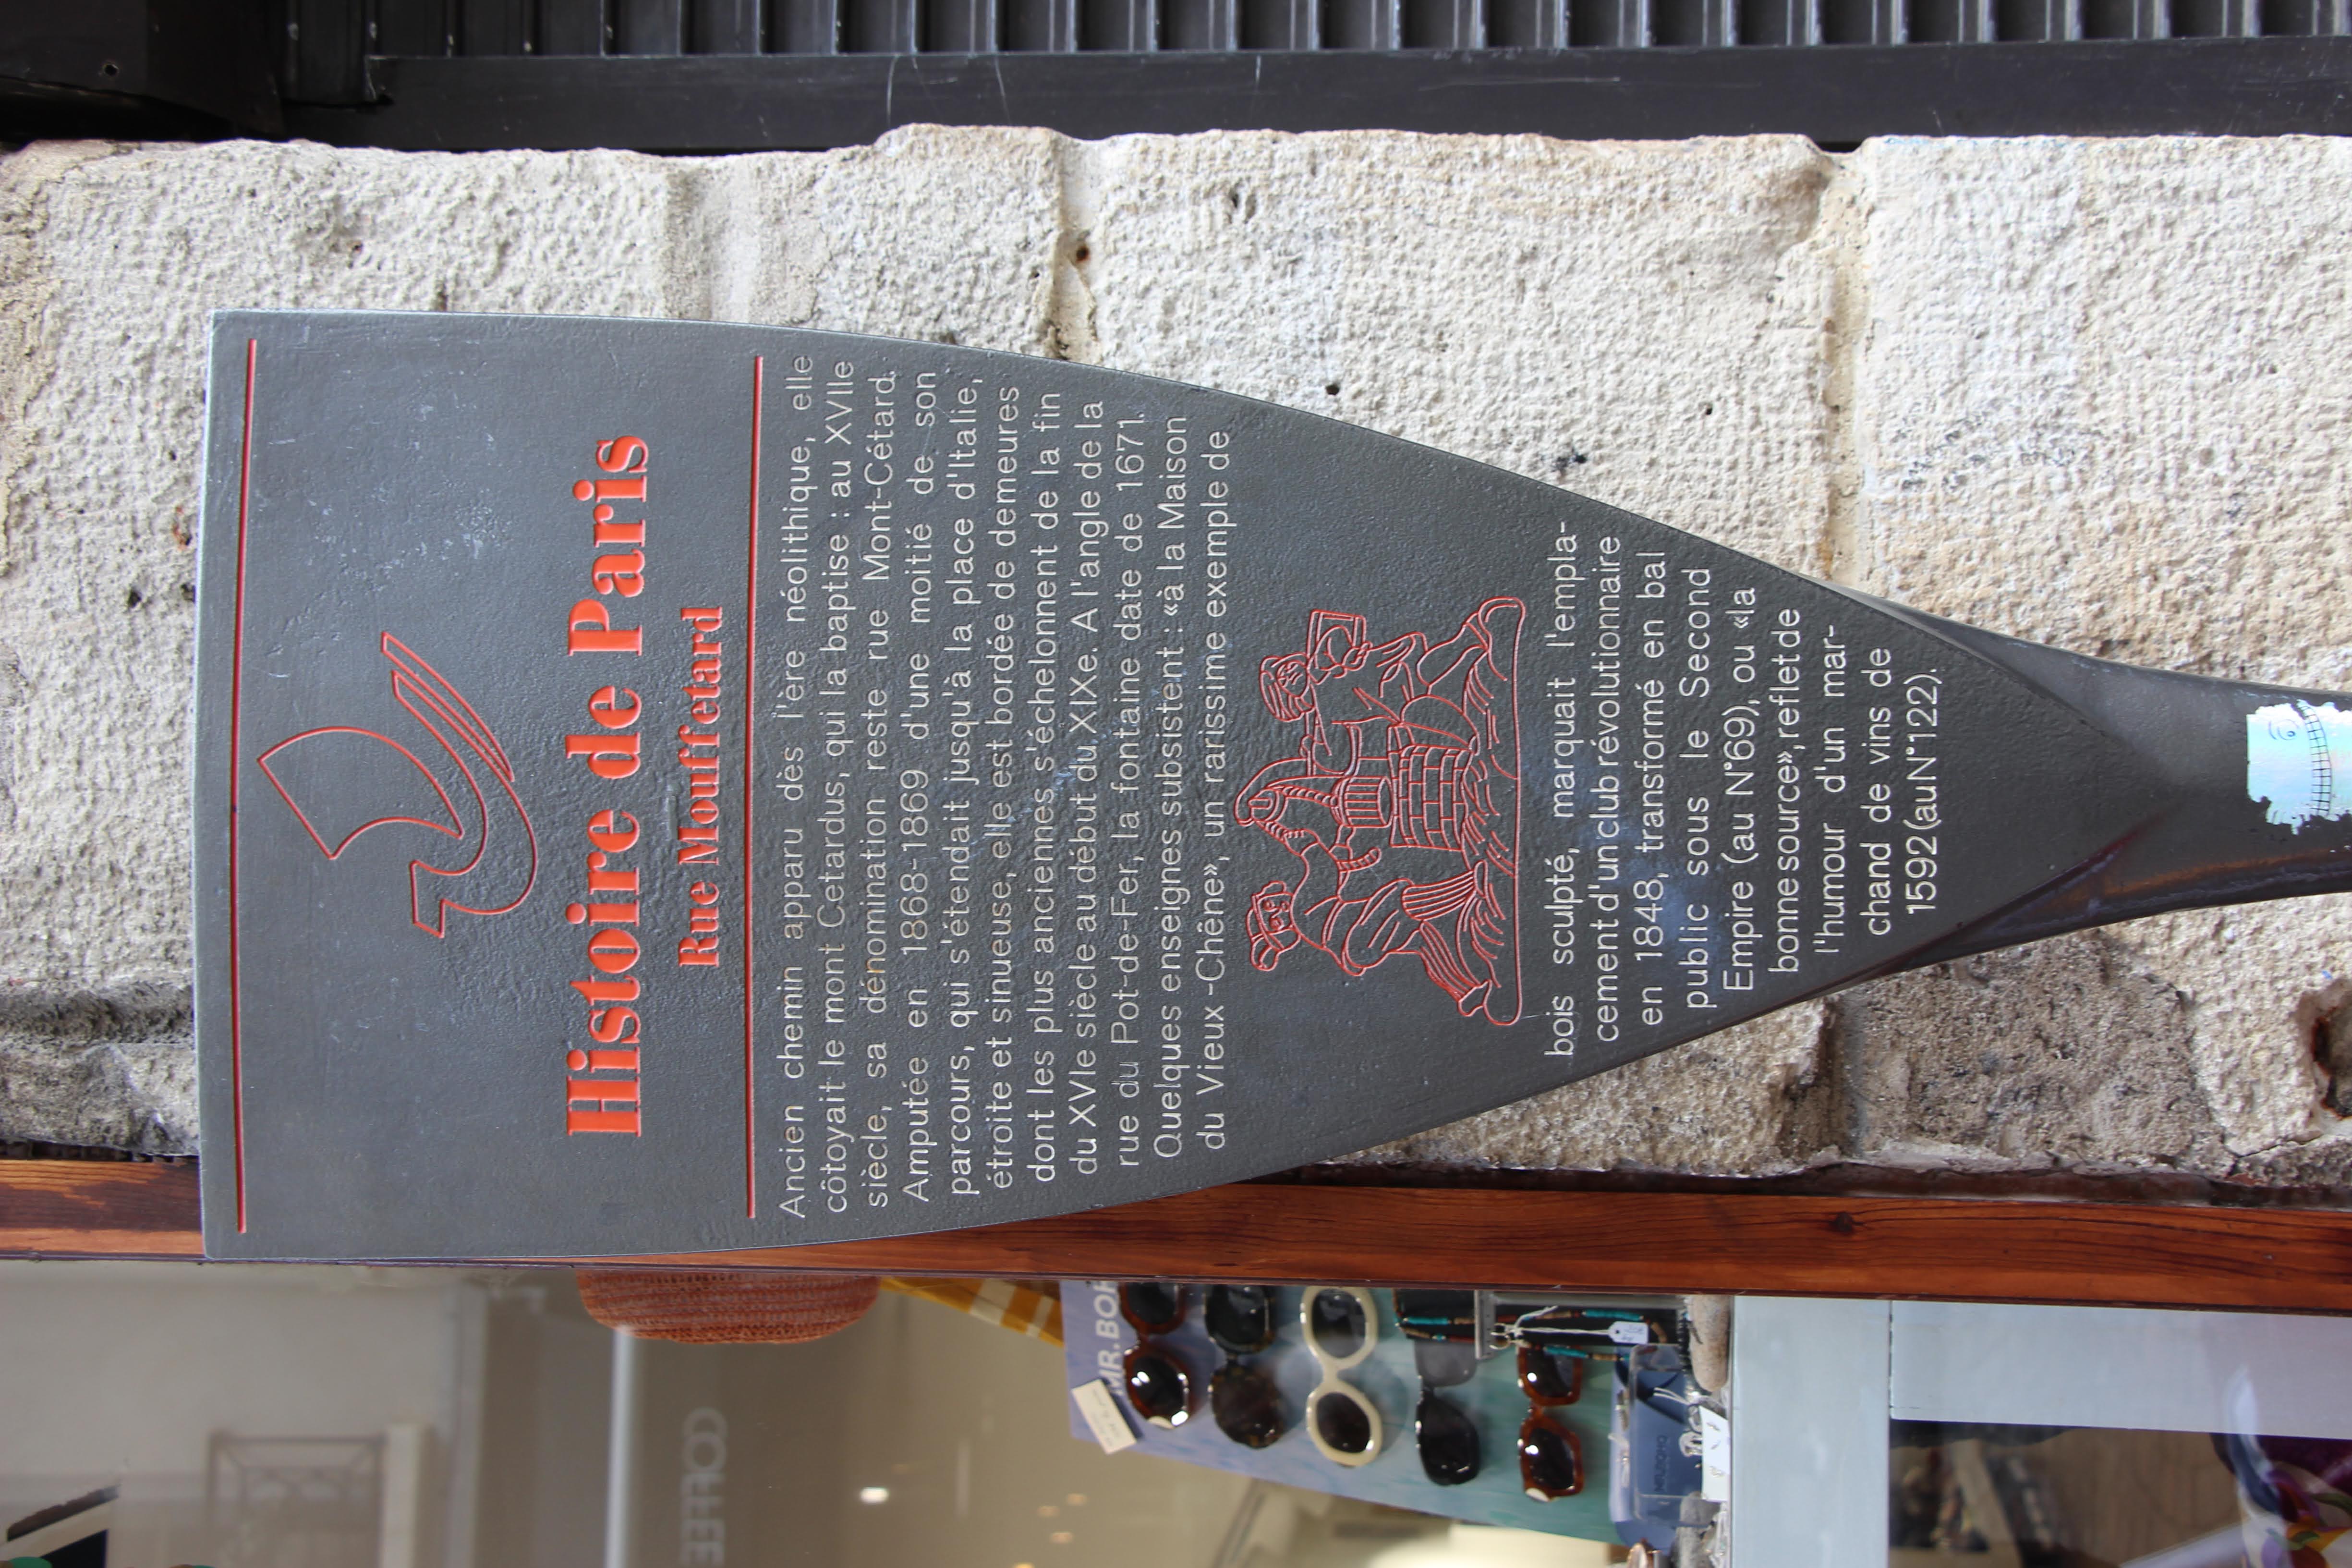 Histoire de Paris
Rue Mouffetard
Ancien chemin apparu dès l'ère néolithique, elle
côtoyait le mont Cetardus, qui la baptise : au XVIIe
siècle, sa dénomination reste rue Mont-Cétard.
Amputée en 1868-1869 d'une moitié de son
parcours, qui s'étendait jusqu'à la place d'Italie,
étroite et sinueuse, elle est bordée de demeures
dont les plus anciennes s'échelonnent de la fin
du XVIe siècle au début du XIXe. A l'angle de la
rue du Pot-de-Fer, la fontaine date de 1671.
Quelques enseignes subsistent : «à la Maison
du Vieux -Chêne», un rarissime exemple de
bois sculpté, marquait l'empla-
cement d'un club révolutionnaire
en 1848, transformé en bal
public sous le Second
Empire (au N°69), ou «la
bonne source», reflet de
l'humour d'un mar-
chand de vins de
1592 (au N°122).
MR. BOH
COFFEE